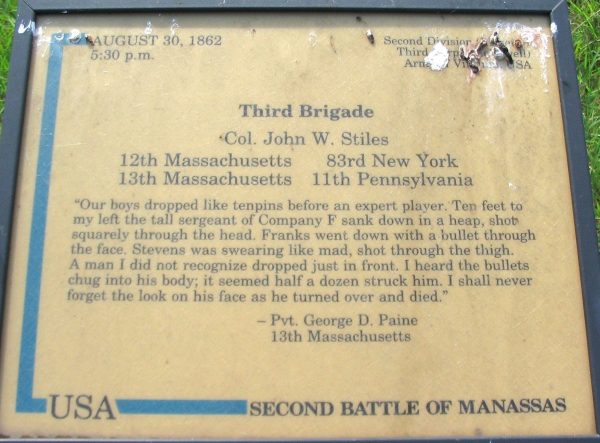 AUGUST 30, 1862
5:30 p.m.
Second Division
Third
Army USA
Third Brigade
Col. John W. Stiles
12th Massachusetts 83rd New York
13th Massachusetts 11th Pennsylvania
“Our boys dropped like tenpins before an expert player. Ten feet to
my left the tall sergeant of Company F sank down in a heap, shot
squarely through the head. Franks went down with a bullet through
the face. Stevens was swearing like mad, shot through the thigh.
A man I did not recognize dropped just in front. I heard the bullets
chug into his body; it seemed half a dozen struck him. I shall never
forget the look on his face as he turned over and died.”
– Pvt. George D. Paine
13th Massachusetts
USA
SECOND BATTLE OF MANASSAS